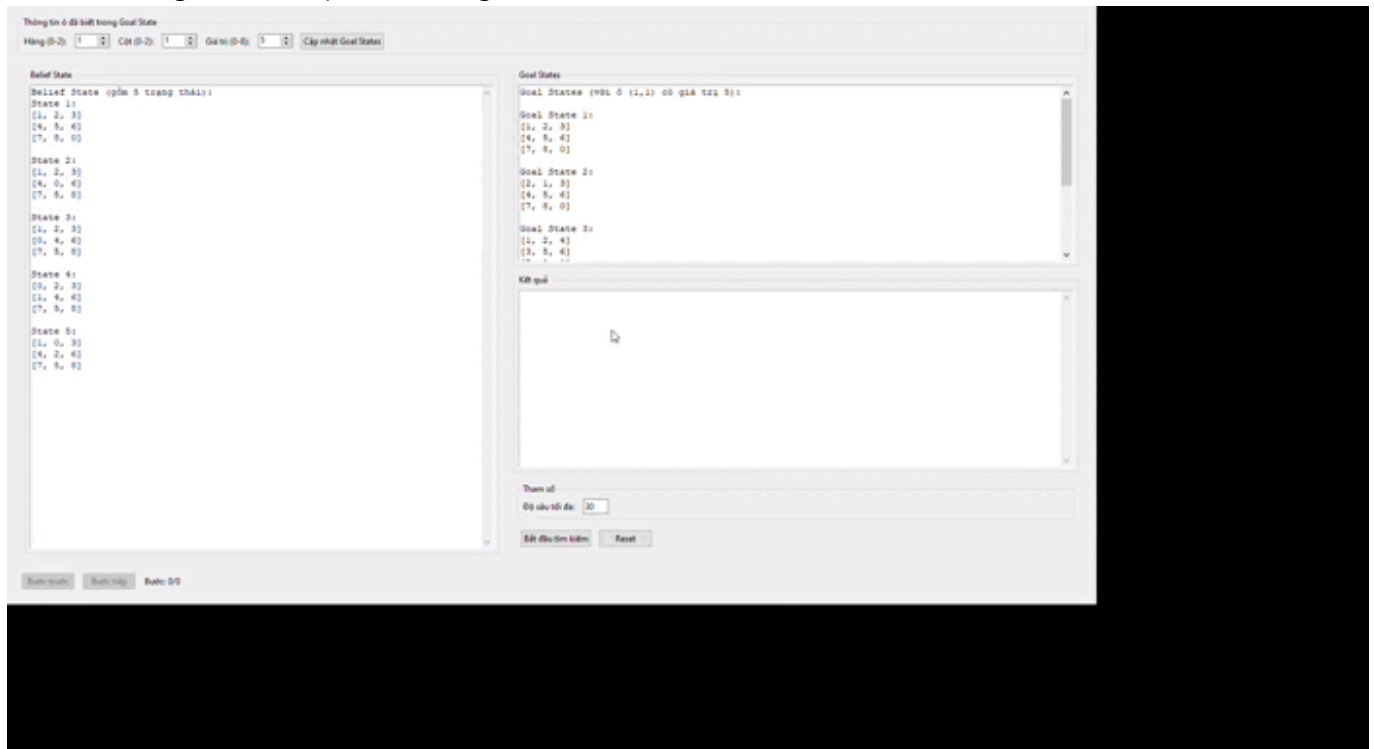 Thông tin ô đã biết trong Goal State
Hàng (0-2): 1 Cột (0-2): 1 Giá trị (0-8): 5 Cập nhật Goal States
Belief State
Belief State (gồm 5 trạng thái):
State 1:
[1, 2, 3]
[4, 5, 6]
[7, 8, 0]
State 2:
[1, 2, 3]
[4, 0, 6]
[7, 5, 8]
State 3:
[1, 2, 3]
[0, 4, 6]
[7, 5, 8]
State 4:
[0, 2, 3]
[1, 4, 6]
[7, 5, 8]
State 5:
[1, 0, 3]
[4, 2, 6]
[7, 5, 8]
Goal States
Goal States (với ô (1,1) có giá trị 5):
Goal State 1:
[1, 2, 3]
[4, 5, 6]
[7, 8, 0]
Goal State 2:
[2, 1, 3]
[4, 5, 6]
[7, 8, 0]
Goal State 3:
[1, 2, 4]
[3, 5, 6]
Kết quả
Tham số
Độ sâu tối đa: 30
Bắt đầu tìm kiếm Reset
Bước trước Bước tiếp Bước: 0/0